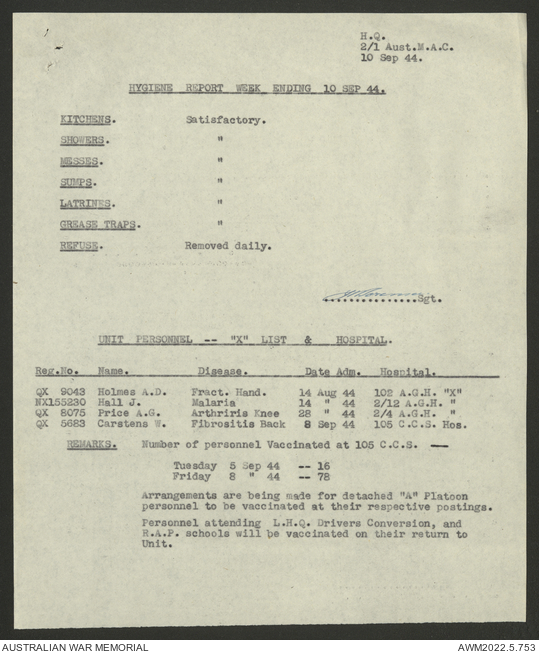 H.Q.
2/1 Aust.M.A.C.
10 Sep 44.
HYGIENE REPORT WEEK ENDING 10 SEP 44.
KITCHENS. Satisfactory.
SHOWERS. "
MESSES. "
SUMPS. "
LATRINES. "
GREASE TRAPS. "
REFUSE. Removed daily.
................Sgt.
UNIT PERSONNEL -- "X" LIST & HOSPITAL.
Reg.No. Name. Disease. Date Adm. Hospital.
QX 9043 Holmes A.D. Fract. Hand. 14 Aug 44 102 A.G.H. "X"
NX155230 Hall J. Malaria 14 " 44 2/12 A.G.H. "
QX 8075 Price A.G. Arthriris Knee 28 " 44 2/4 A.G.H. "
QX 5683 Carstens W. Fibrositis Back 8 Sep 44 105 C.C.S. Hos.
REMARKS. Number of personnel Vaccinated at 105 C.C.S. —
Tuesday 5 Sep 44 -- 16
Friday 8 " 44 -- 78
Arrangements are being made for detached "A" Platoon
personnel to be vaccinated at their respective postings.
Personnel attending L.H.Q. Drivers Conversion, and
R.A.P. schools will be vaccinated on their return to
Unit.
AUSTRALIAN WAR MEMORIAL
AWM2022.5.753